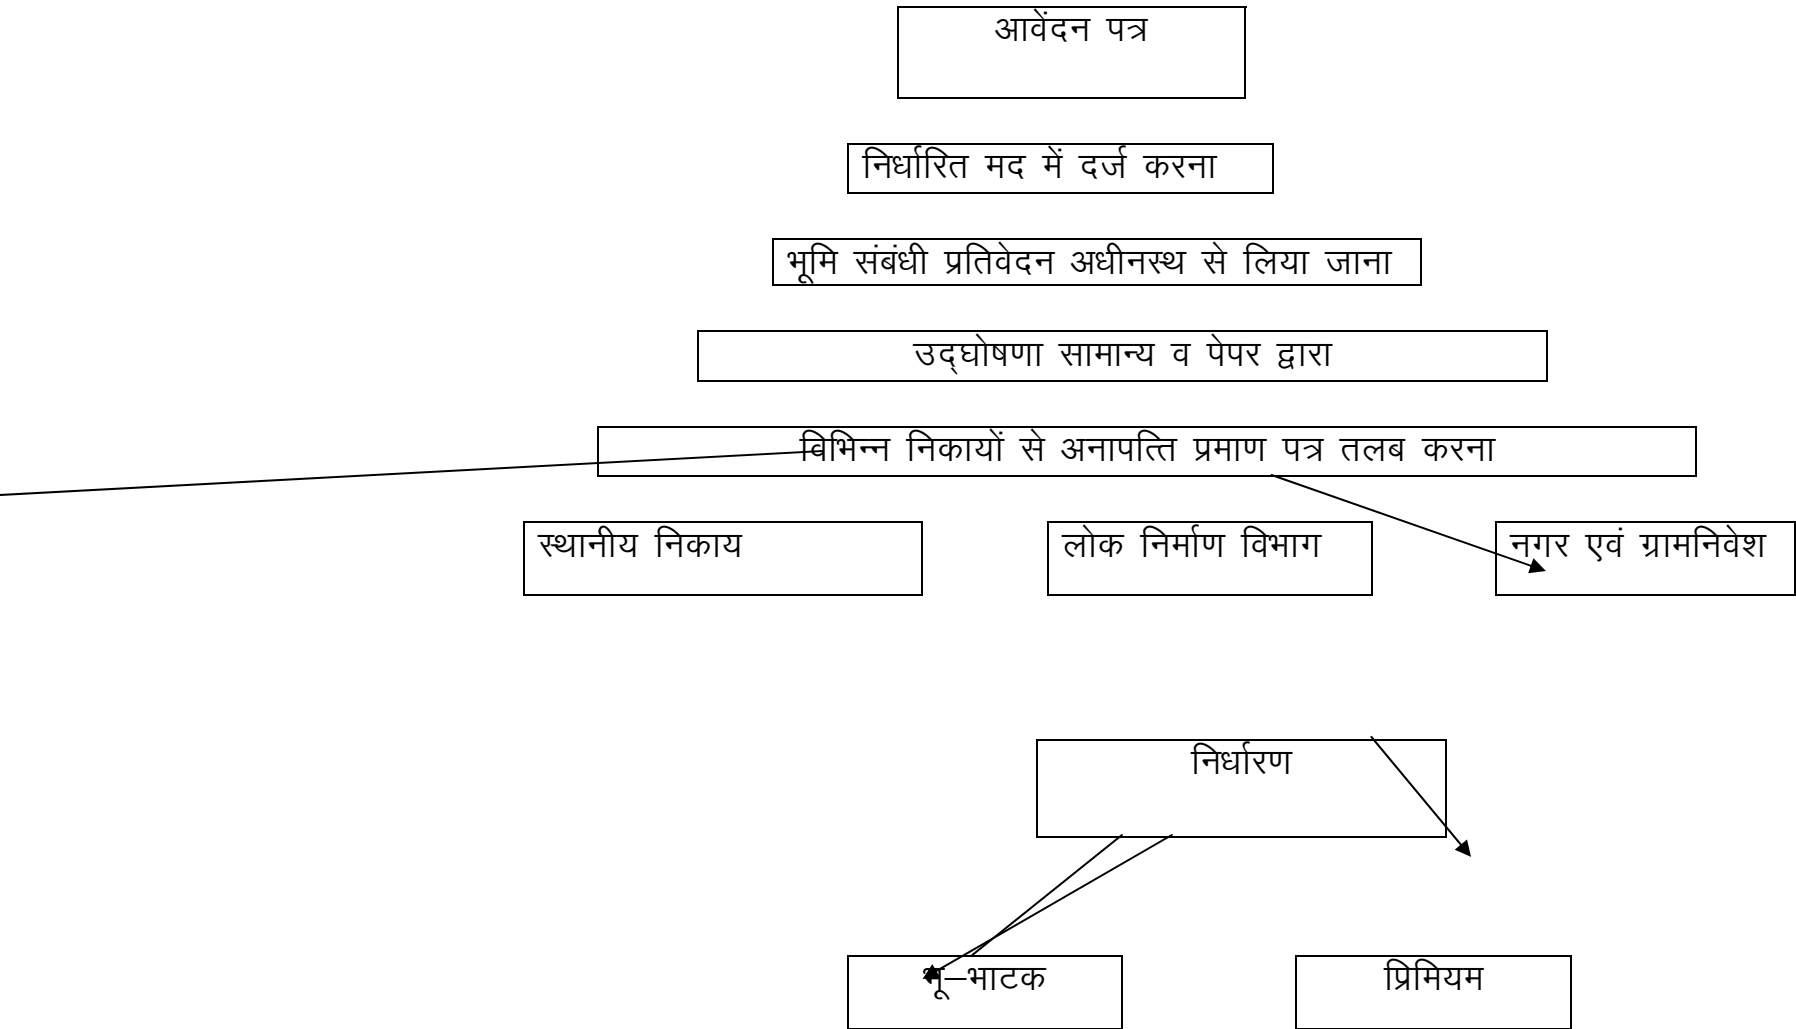 आवेंदन पत्र
निर्धारित मद में दर्ज करना
भूमि संबंधी प्रतिवेदन अधीनस्थ से लिया जाना
उद्घोषणा सामान्य व पेपर द्वारा
विभिन्न निकायों से अनापत्ति प्रमाण पत्र तलब करना
स्थानीय निकाय
लोक निर्माण विभाग
नगर एवं ग्रामनिवेश
निर्धारण
भू–भाटक
प्रिमियम